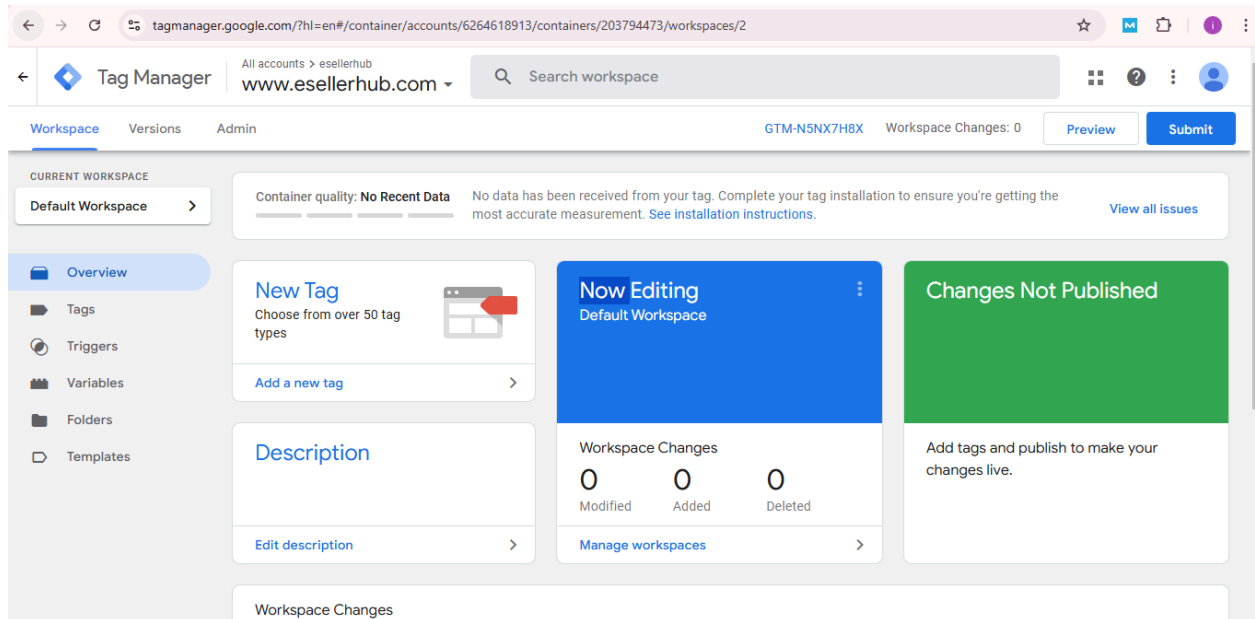 tagmanager.google.com/?hl=en#/container/accounts/6264618913/containers/203794473/workspaces/2
i
Tag Manager
All accounts > esellerhub
www.esellerhub.com
Search workspace
Workspace
Versions
Admin
GTM-N5NX7H8X
Workspace Changes: 0
Preview
Submit
CURRENT WORKSPACE
Default Workspace
Container quality: No Recent Data
No data has been received from your tag. Complete your tag installation to ensure you're getting the
most accurate measurement. See installation instructions.
View all issues
Overview
Tags
Triggers
Variables
Folders
Templates
New Tag
Choose from over 50 tag
types
Add a new tag
Description
Edit description
Now Editing
Default Workspace
Workspace Changes
0 0 0
Modified Added Deleted
Manage workspaces
Changes Not Published
Add tags and publish to make your
changes live.
Workspace Changes